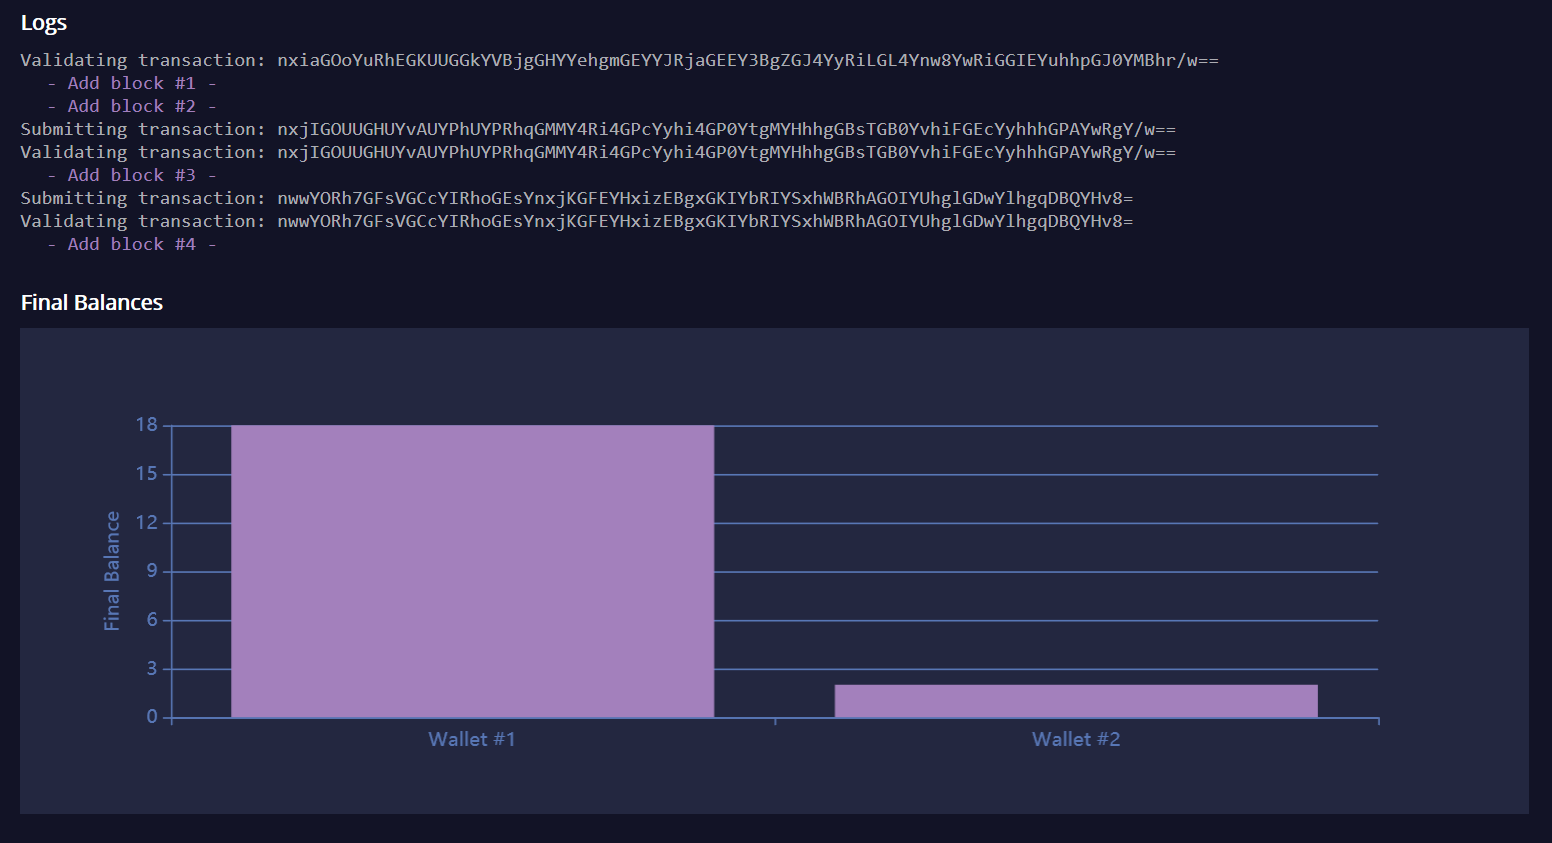 Logs
Validating transaction: nxiaGOoYuRhEGKUUGGkYVBjgGHYYehgmGEYYJRjaGEEY3BgZGJ4YyRiLGL4Ynw8YwRiGGIEYuhhpGJ0YMBhr/w==
- Add block #1 -
- Add block #2 -
Submitting transaction: nxjIGOUUGHUYvAUYPhUYPRhqGMMY4Ri4GPcYyhi4GP0YtgMYHhhgGBsTGB0YvhiFGEcYyhhhGPAYwRgY/w==
Validating transaction: nxjIGOUUGHUYvAUYPhUYPRhqGMMY4Ri4GPcYyhi4GP0YtgMYHhhgGBsTGB0YvhiFGEcYyhhhGPAYwRgY/w==
- Add block #3 -
Submitting transaction: nwwYORh7GFsVGCcYIRhoGEsYnxjKGFEYHxizEBgxGKIYbRIYSxhWBRhAGOIYUhglGDwYlhgqDBQYHv8=
Validating transaction: nwwYORh7GFsVGCcYIRhoGEsYnxjKGFEYHxizEBgxGKIYbRIYSxhWBRhAGOIYUhglGDwYlhgqDBQYHv8=
- Add block #4 -
Final Balances
18
15
12
9
6
3
0
Final Balance
Wallet #1
Wallet #2